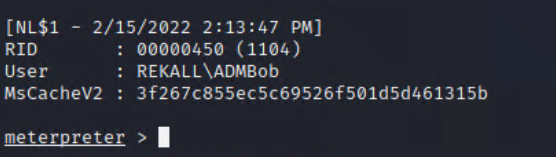 [NL$1 - 2/15/2022 2:13:47 PM]
RID       : 00000450 (1104)
User      : REKALL\ADMBob
MsCacheV2 : 3f267c855ec5c69526f501d5d461315b
meterpreter >